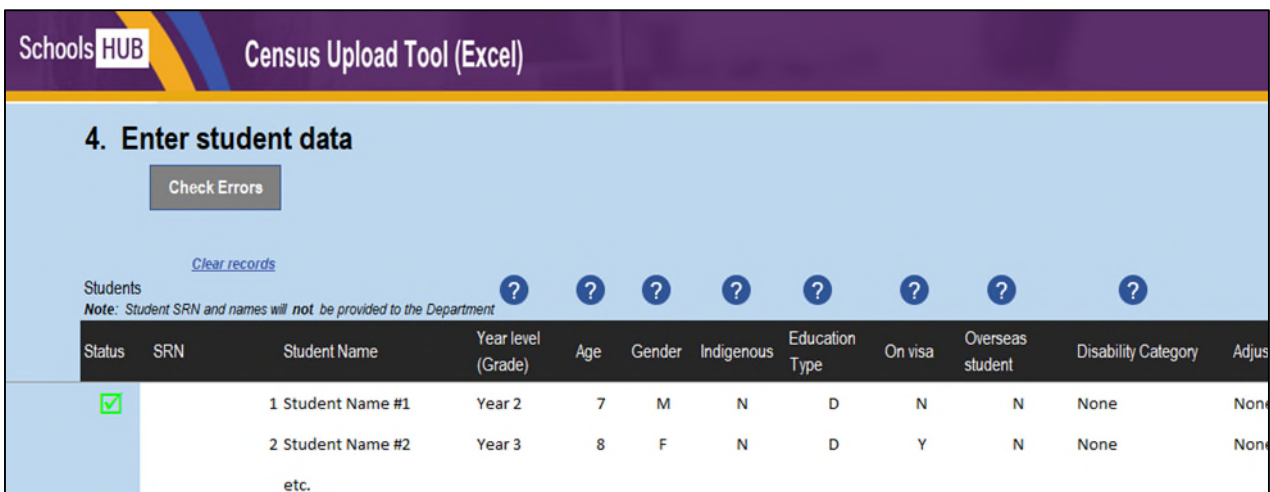 Schools HUB Census Upload Tool (Excel)
4. Enter student data
Check Errors
Clear records
Students
? ? ? ? ? ? ? ?
Note: Student SRN and names will not be provided to the Department
Status SRN Student Name Year level (Grade) Age Gender Indigenous Education Type On visa Overseas student Disability Category Adjus
1 Student Name #1 Year 2 7 M N D N N None None
2 Student Name #2 Year 3 8 F N D Y N None None
etc.